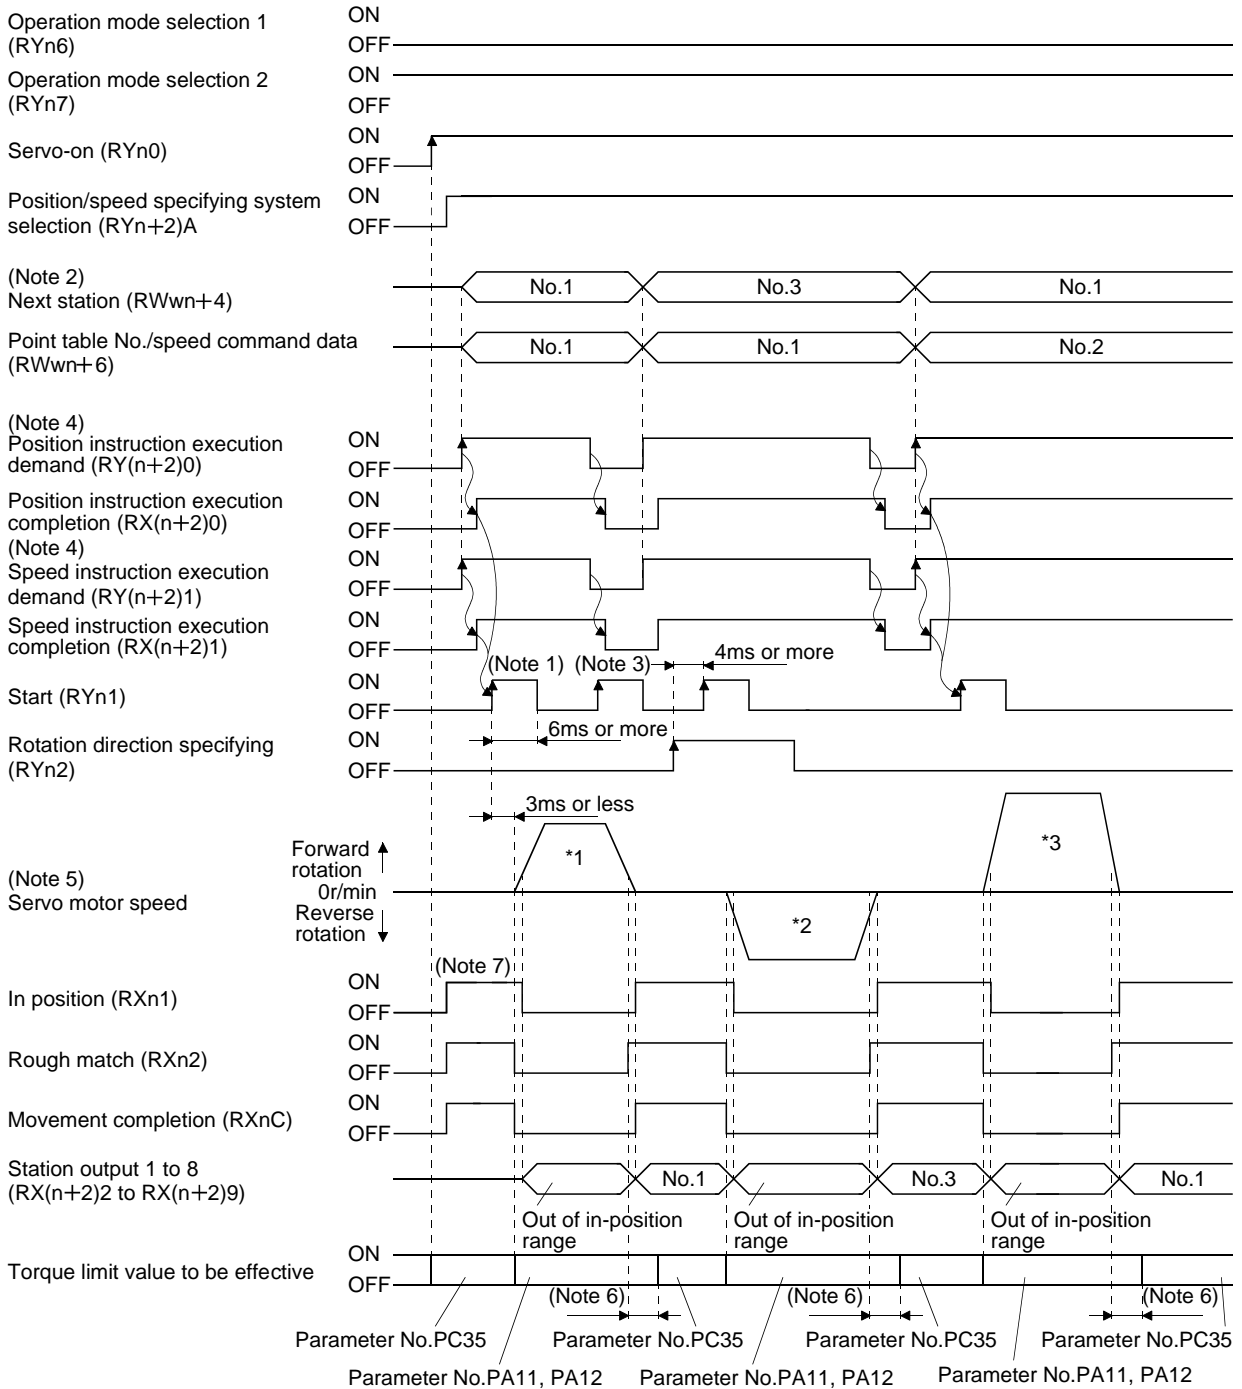 Operation mode selection 1
(RYn6)
ON
OFF
Operation mode selection 2
(RYn7)
ON
OFF
Servo-on (RYn0)
ON
OFF
Position/speed specifying system
selection (RYn+2)A
ON
OFF
(Note 2)
Next station (RWwn+4)
No.1
No.3
No.1
Point table No./speed command data
(RWwn+6)
No.1
No.1
No.2
(Note 4)
Position instruction execution
demand (RY(n+2)0)
ON
OFF
Position instruction execution
completion (RX(n+2)0)
ON
OFF
(Note 4)
Speed instruction execution
demand (RY(n+2)1)
ON
OFF
Speed instruction execution
completion (RX(n+2)1)
ON
OFF
(Note 1)
(Note 3)
4ms or more
Start (RYn1)
ON
OFF
6ms or more
Rotation direction specifying
(RYn2)
ON
OFF
3ms or less
(Note 5)
Servo motor speed
Forward
rotation
0r/min
Reverse
rotation
*1
*2
*3
(Note 7)
In position (RXn1)
ON
OFF
Rough match (RXn2)
ON
OFF
Movement completion (RXnC)
ON
OFF
Station output 1 to 8
(RX(n+2)2 to RX(n+2)9)
No.1
No.3
No.1
Out of in-position
range
Out of in-position
range
Out of in-position
range
Torque limit value to be effective
ON
OFF
(Note 6)
(Note 6)
(Note 6)
Parameter No.PC35
Parameter No.PC35
Parameter No.PC35
Parameter No.PC35
Parameter No.PA11, PA12
Parameter No.PA11, PA12
Parameter No.PA11, PA12